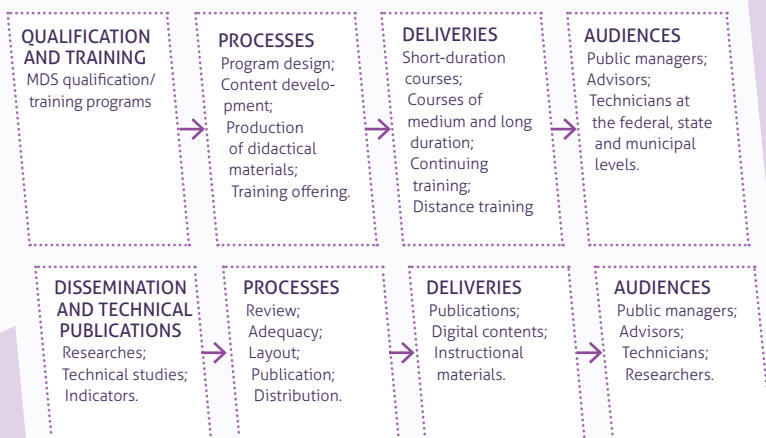 QUALIFICATION
AND TRAINING
MDS qualification/
training programs
PROCESSES
Program design;
Content develo-
pment;
Production
of didactical
materials;
Training offering.
DELIVERIES
Short-duration
courses;
Courses of
medium and long
duration;
Continuing
training;
Distance training
AUDIENCES
Public managers;
Advisors;
Technicians at
the federal, state
and municipal
levels.
DISSEMINATION
AND TECHNICAL
PUBLICATIONS
Researches;
Technical studies;
Indicators.
PROCESSES
Review;
Adequacy;
Layout;
Publication;
Distribution.
DELIVERIES
Publications;
Digital contents;
Instructional
materials.
AUDIENCES
Public managers;
Advisors;
Technicians;
Researchers.